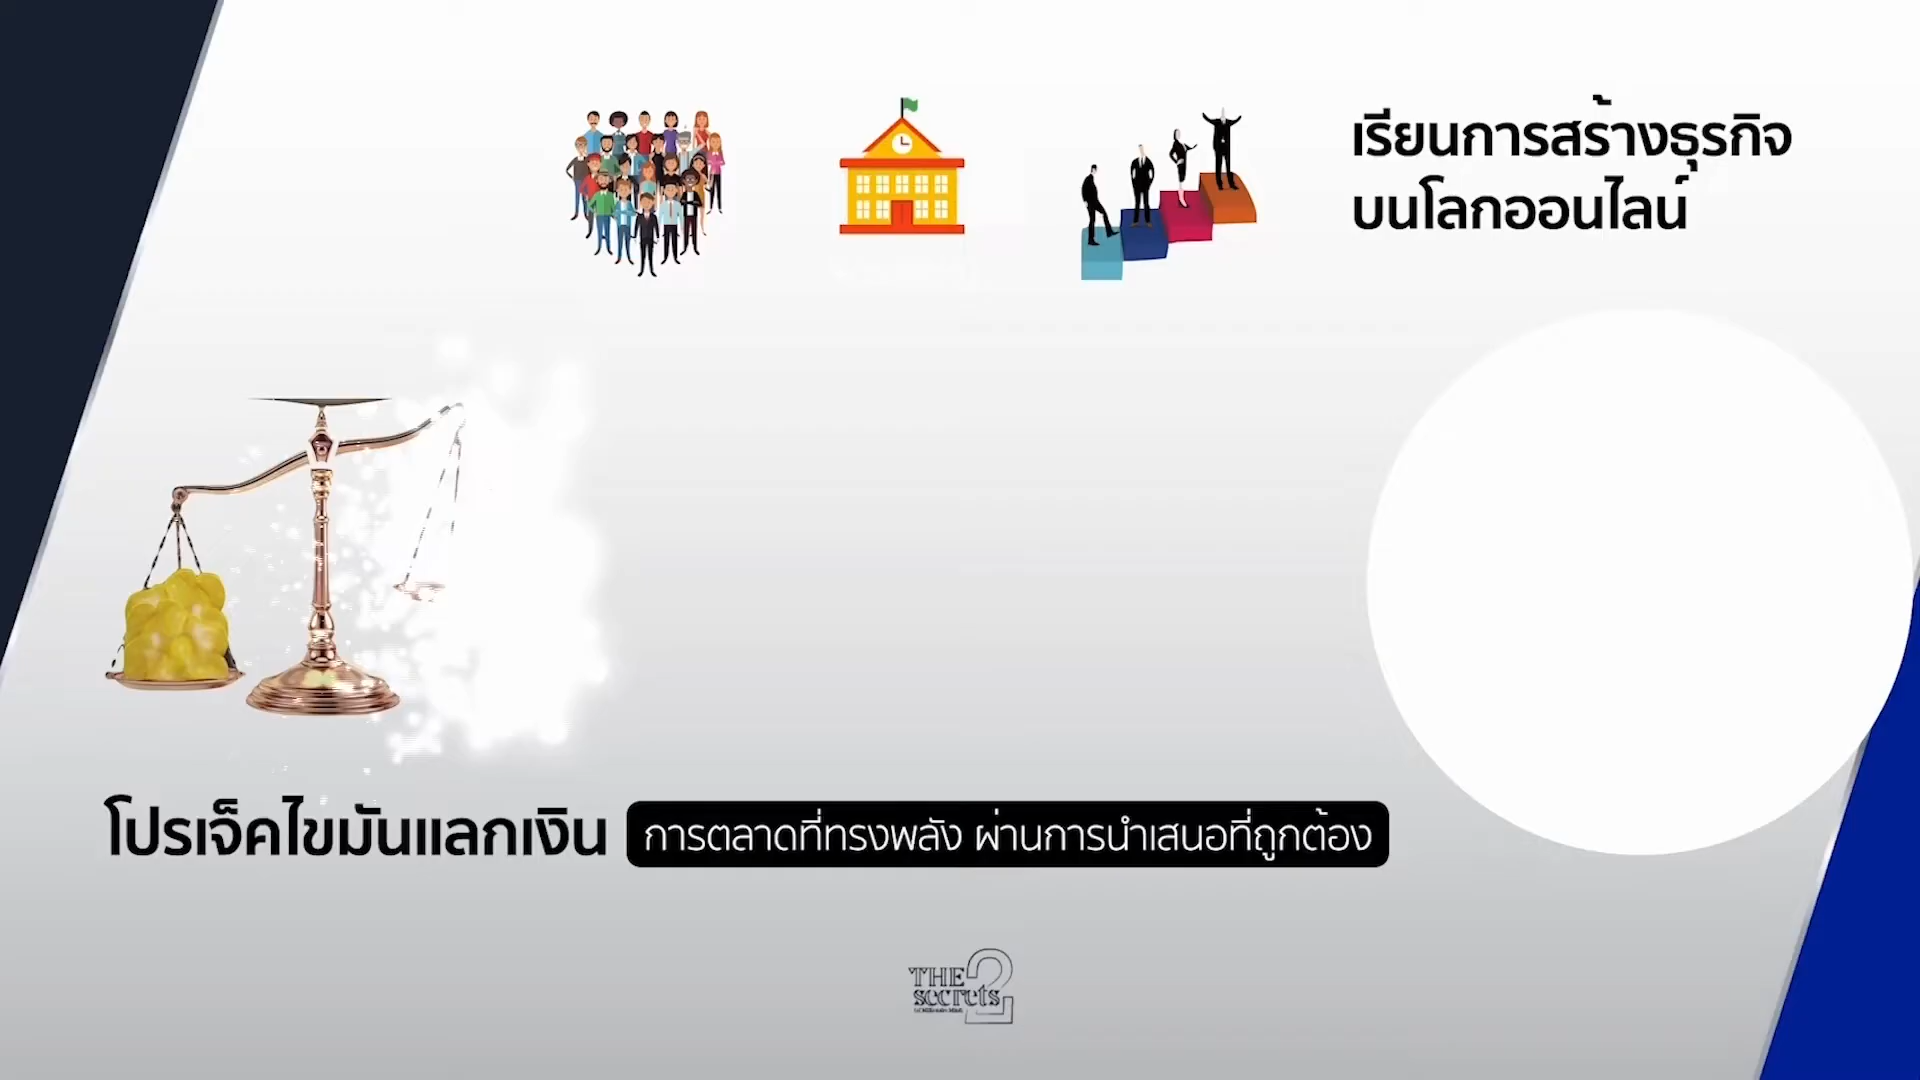 เรียนการสร้างธุรกิจ
บนโลกออนไลน์
โปรเจ็คไขมันแลกเงิน
การตลาดที่ทรงพลัง ผ่านการนำเสนอที่ถูกต้อง
THE 2
secrets